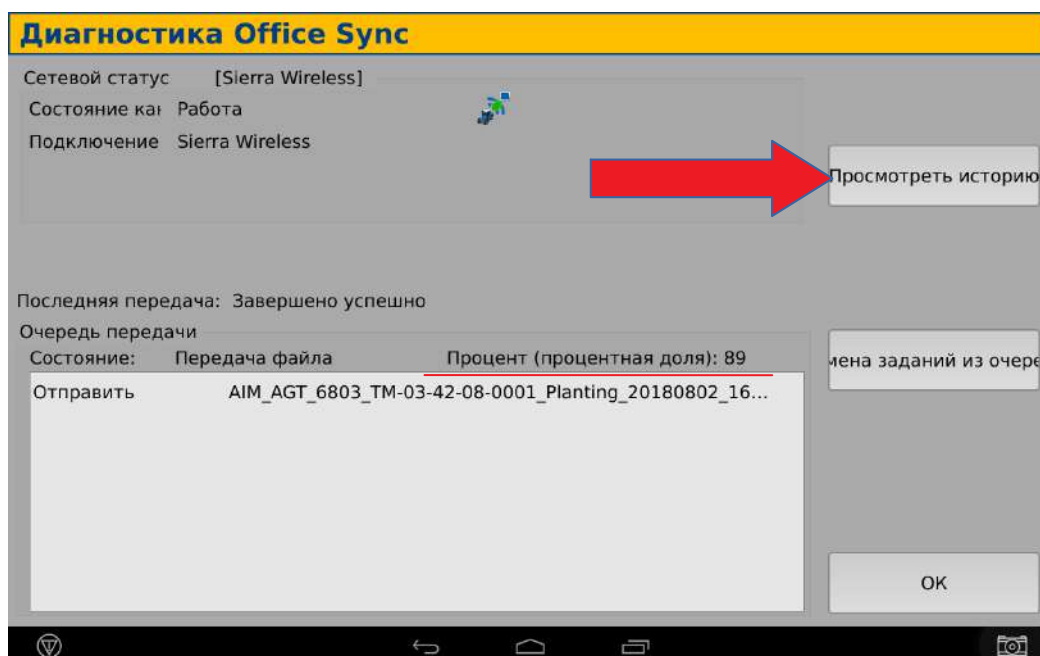 Диагностика Office Sync
Сетевой статус [Sierra Wireless]
Состояние кан Работа
Подключение Sierra Wireless
Просмотреть историю
Последняя передача: Завершено успешно
Очередь передачи
Состояние: Передача файла Процент (процентная доля): 89
мена заданий из очере
Отправить AIM_AGT_6803_TM-03-42-08-0001_Planting_20180802_16...
OK